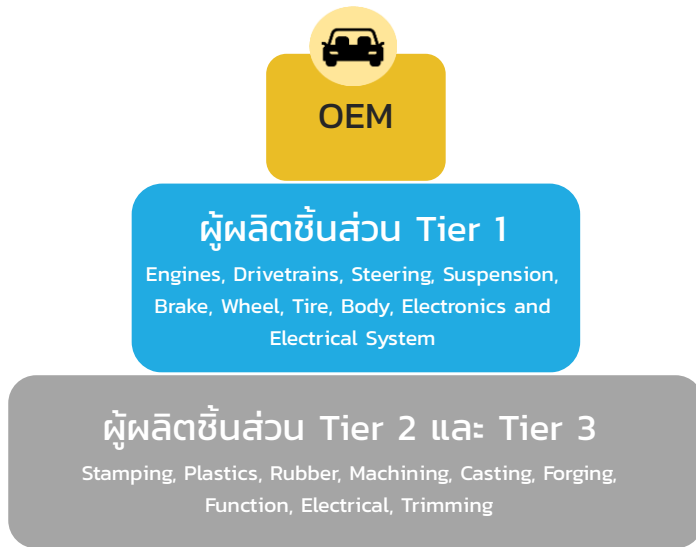 OEM
ผู้ผลิตชิ้นส่วน Tier 1
Engines, Drivetrains, Steering, Suspension,
Brake, Wheel, Tire, Body, Electronics and
Electrical System
ผู้ผลิตชิ้นส่วน Tier 2 และ Tier 3
Stamping, Plastics, Rubber, Machining, Casting, Forging,
Function, Electrical, Trimming